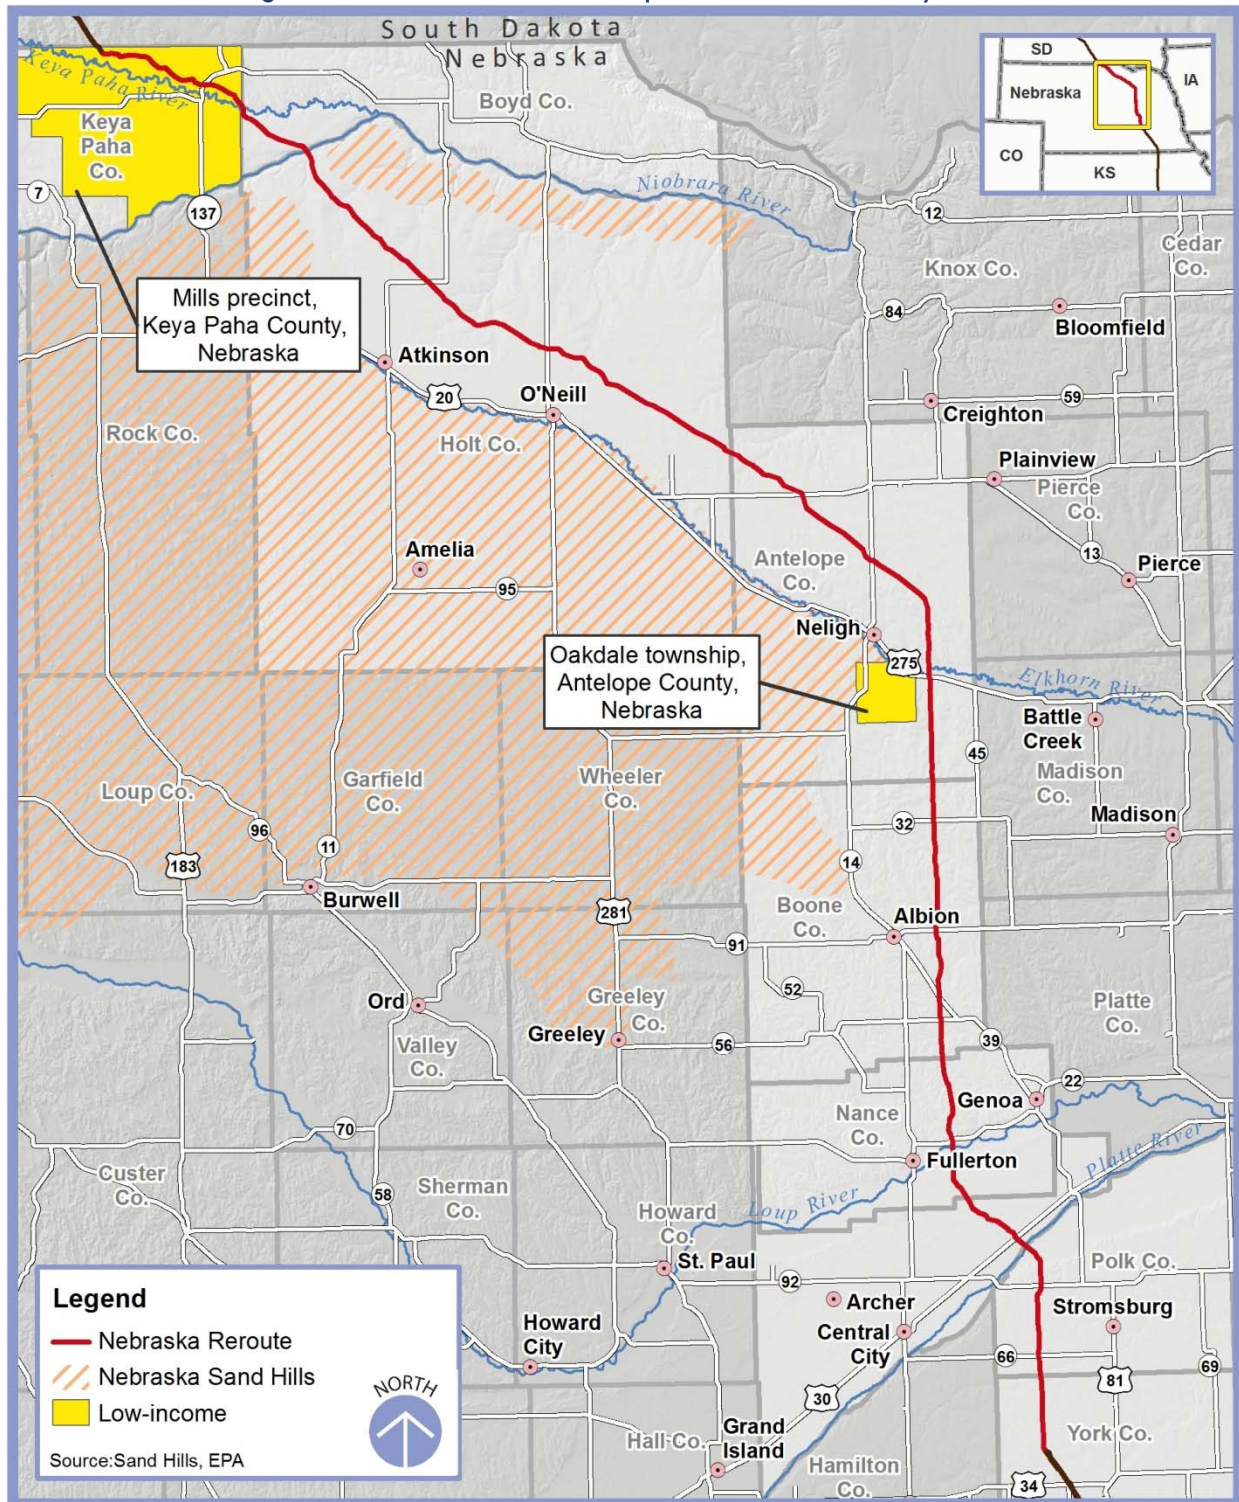 South Dakota
Nebraska
SD
IA
Nebraska
CO
KS
Keya Paha River
Keya
Paha
Co.
Boyd Co.
7
137
Niobrara River
12
Cedar
Co.
Knox Co.
Mills precinct,
Keya Paha County,
Nebraska
84
Bloomfield
Atkinson
20
O'Neill
59
Creighton
Rock Co.
Holt Co.
Plainview
Pierce
Co.
Amelia
Antelope
Co.
13
Pierce
95
Neligh
Oakdale township,
Antelope County,
Nebraska
275
Elkhorn River
Battle
Creek
45
Loup Co.
Garfield
Co.
Wheeler
Co.
Madison
Co.
Madison
96
11
32
183
14
Burwell
281
Boone
Co.
Albion
91
52
Ord
Greeley
Co.
Platte
Co.
Greeley
56
39
Valley
Co.
22
Genoa
Nance
Co.
70
Fullerton
Platte River
Custer
Co.
58
Sherman
Co.
Howard
Co.
Loup River
St. Paul
92
Polk Co.
Archer
Stromsburg
Central
City
Howard
City
66
69
81
30
Grand
Island
Hall Co.
York Co.
Hamilton
Co.
34
Legend
Nebraska Reroute
Nebraska Sand Hills
Low-income
NORTH
Source:Sand Hills, EPA